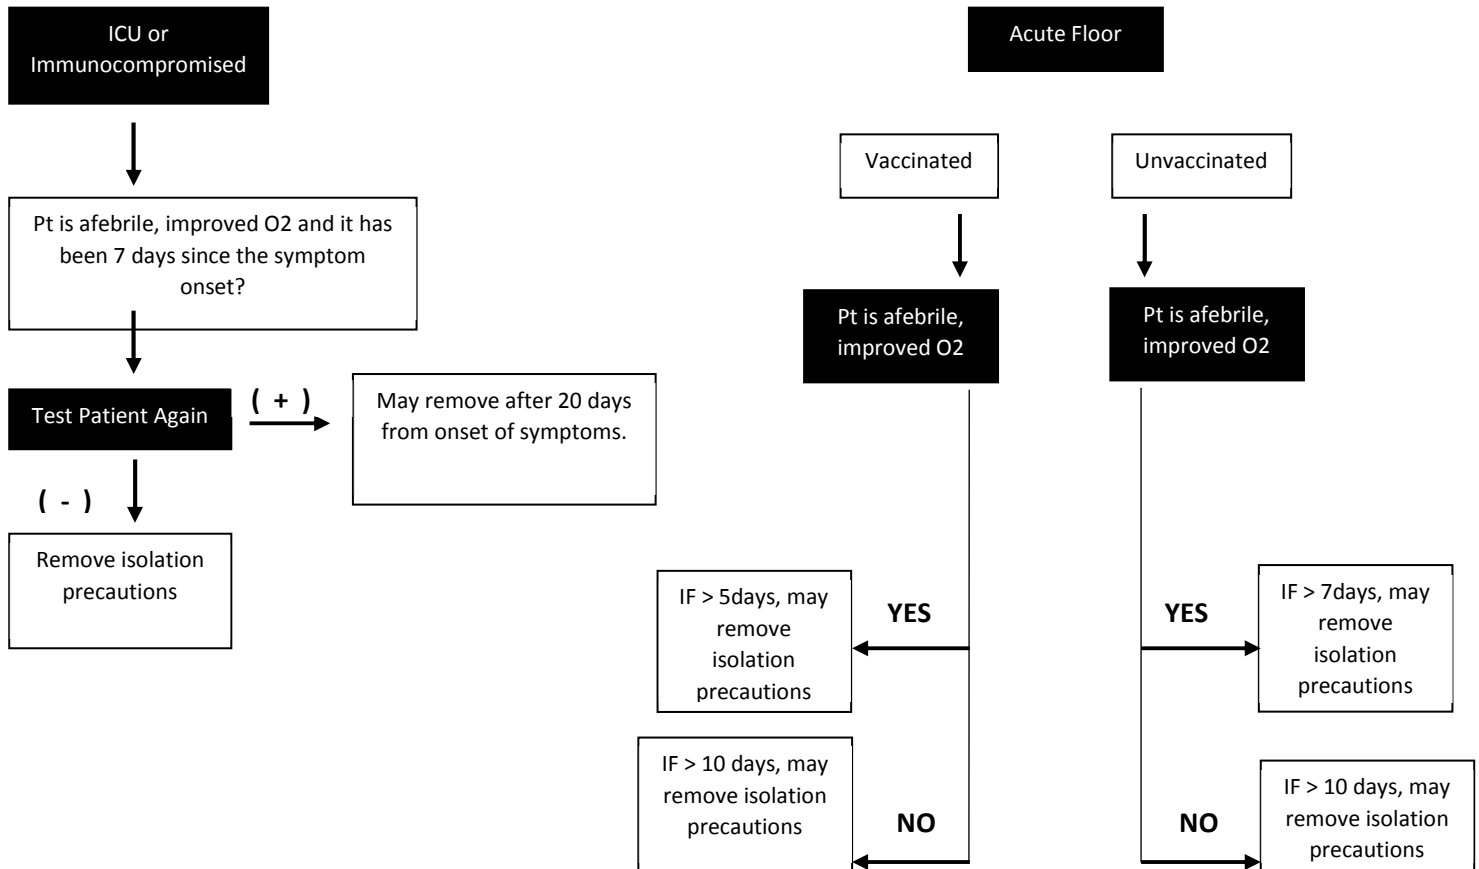 ICU or
Immunocompromised
Pt is afebrile, improved O2 and it has
been 7 days since the symptom
onset?
Test Patient Again
( + )
May remove after 20 days
from onset of symptoms.
( - )
Remove isolation
precautions
Acute Floor
Vaccinated
Pt is afebrile,
improved O2
YES
IF > 5days, may
remove
isolation
precautions
NO
IF > 10 days, may
remove isolation
precautions
Unvaccinated
Pt is afebrile,
improved O2
YES
IF > 7days, may
remove
isolation
precautions
NO
IF > 10 days, may
remove isolation
precautions